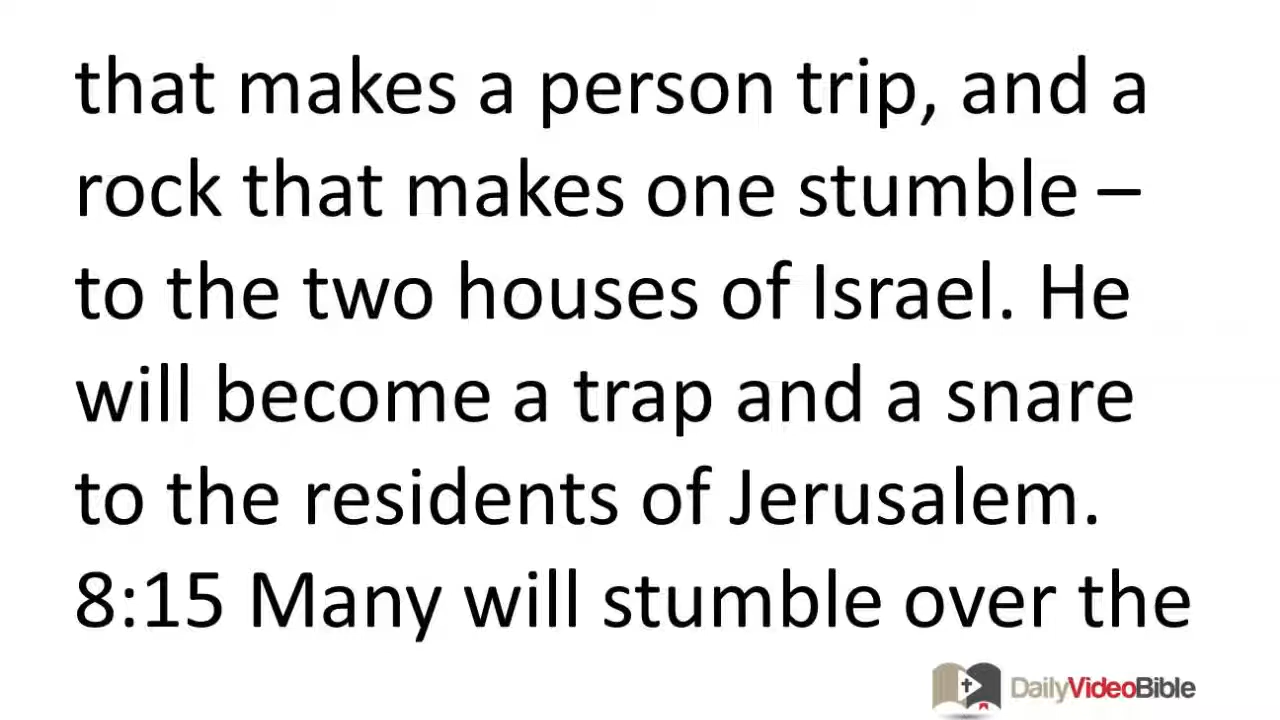 that makes a person trip, and a
rock that makes one stumble –
to the two houses of Israel. He
will become a trap and a snare
to the residents of Jerusalem.
8:15 Many will stumble over the
DailyVideoBible